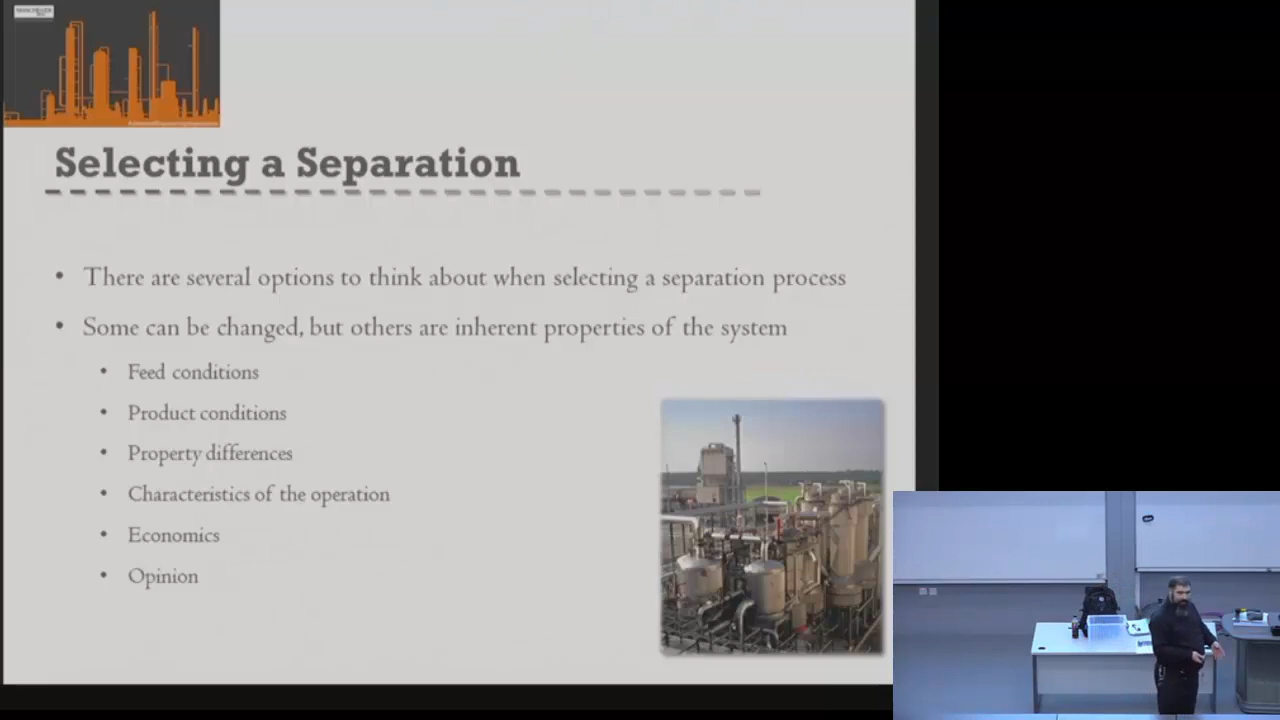 Selecting a Separation
• There are several options to think about when selecting a separation process
• Some can be changed, but others are inherent properties of the system
• Feed conditions
• Product conditions
• Property differences
• Characteristics of the operation
• Economics
• Opinion